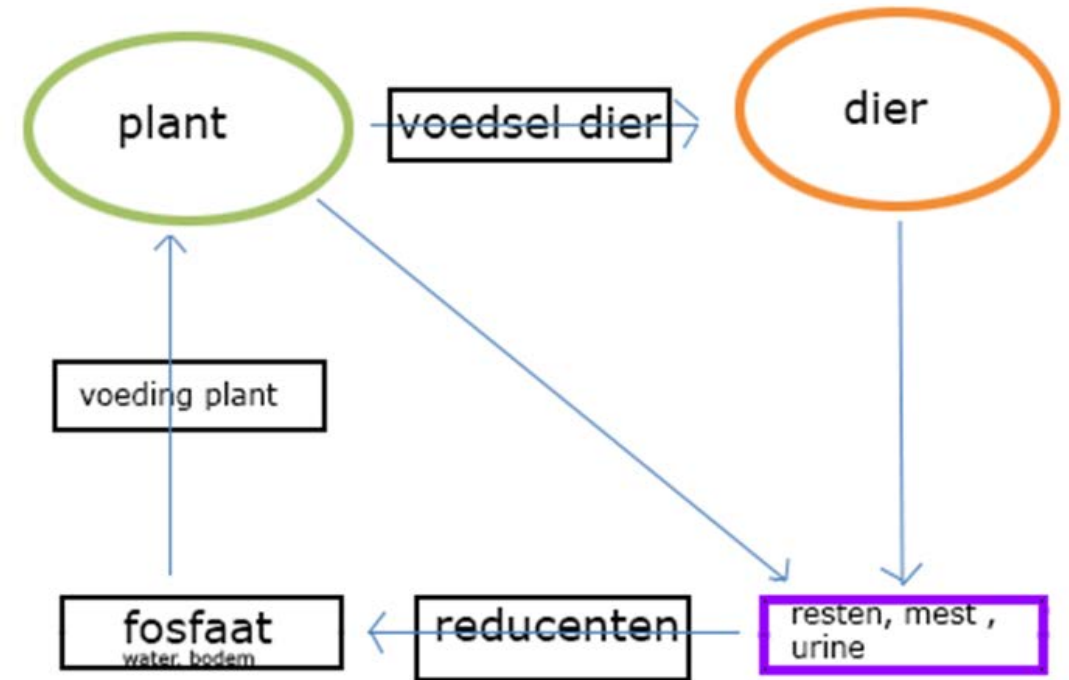 plant
voedsel dier
dier
voeding plant
fosfaat
water, bodem
reducenten
resten, mest ,
urine